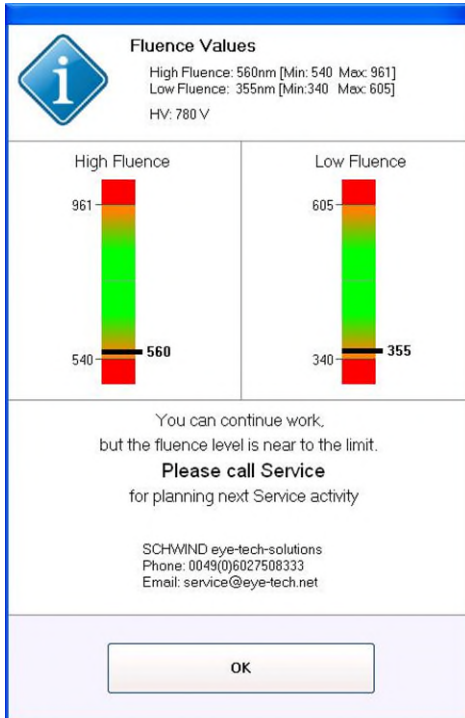 Fluence Values
High Fluence: 560nm [Min: 540 Max: 961]
Low Fluence: 355nm [Min:340 Max: 605]
HV: 780 V
High Fluence
961
540
560
Low Fluence
605
340
355
You can continue work,
but the fluence level is near to the limit.
Please call Service
for planning next Service activity
SCHWIND eye-tech-solutions
Phone: 0049(0)6027508333
Email: service@eye-tech.net
OK